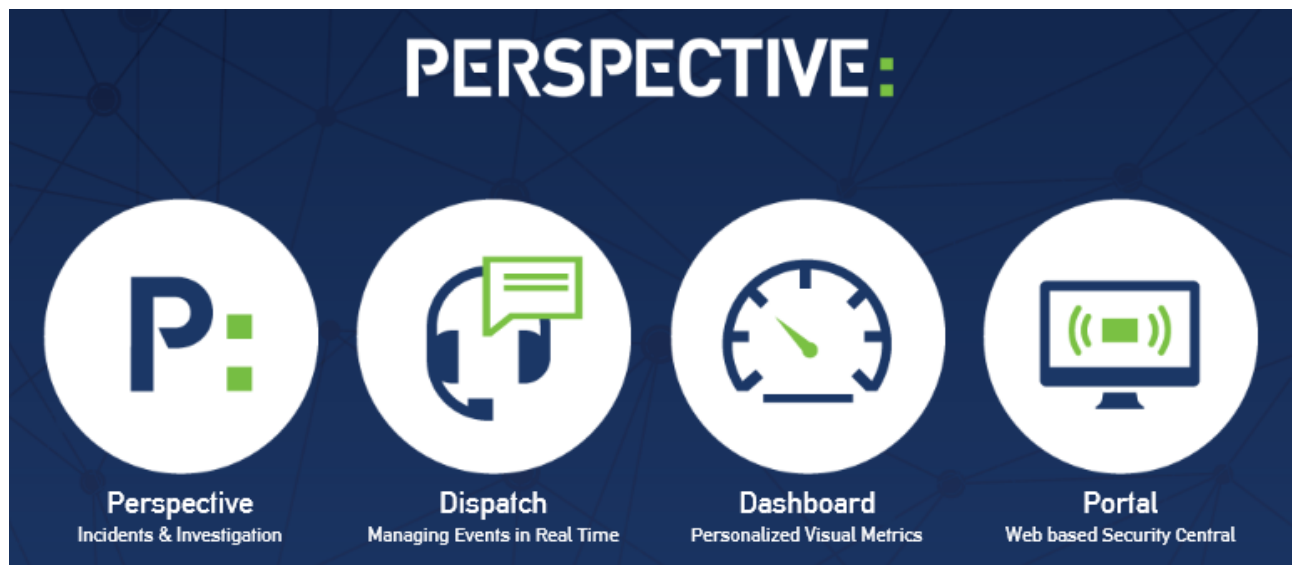 PERSPECTIVE:
P:
Perspective
Incidents & Investigation
Dispatch
Managing Events in Real Time
Dashboard
Personalized Visual Metrics
Portal
Web based Security Central